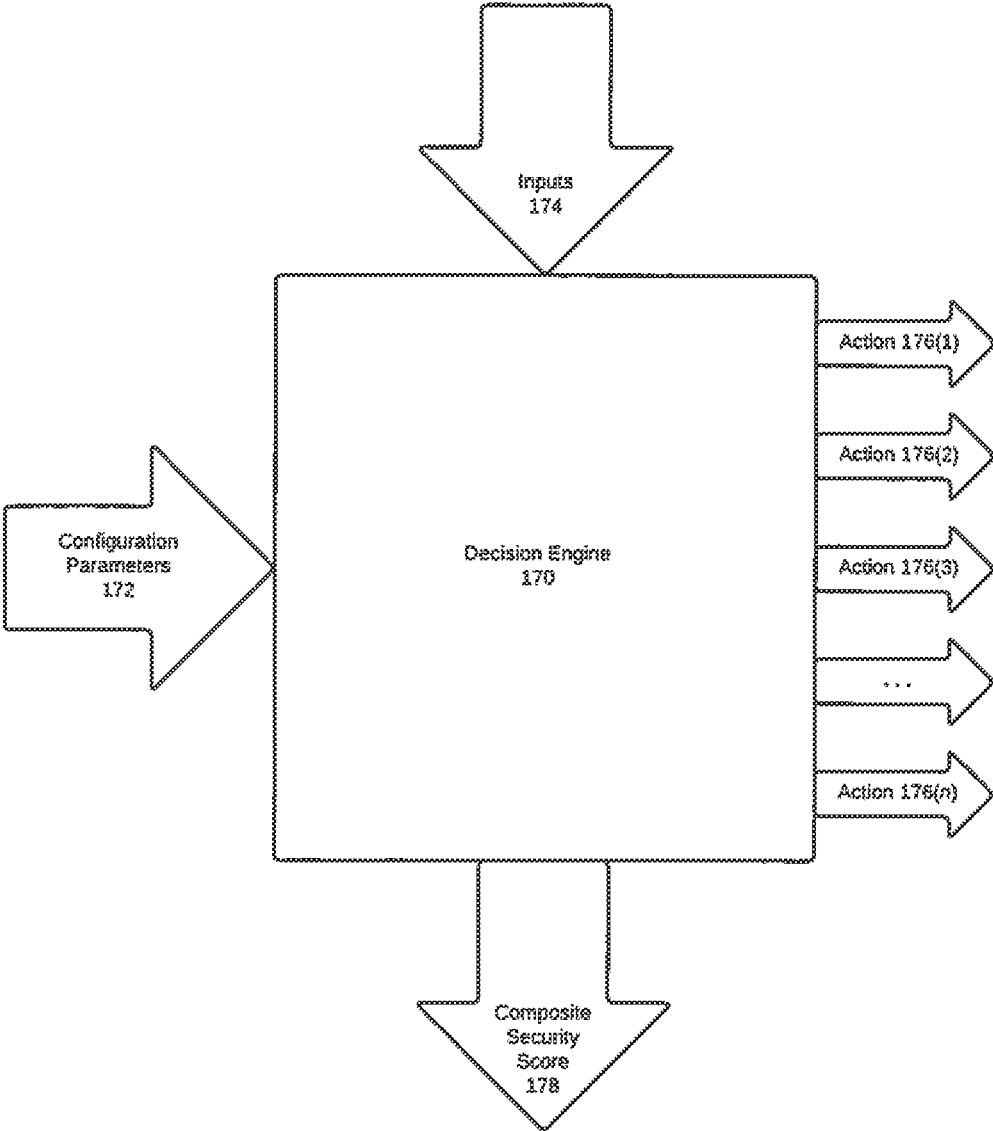 Inputs
174
Action 176(1)
Action 176(2)
Configuration
Parameters
172
Decision Engine
170
Action 176(3)
...
Action 176(n)
Composite
Security
Score
178